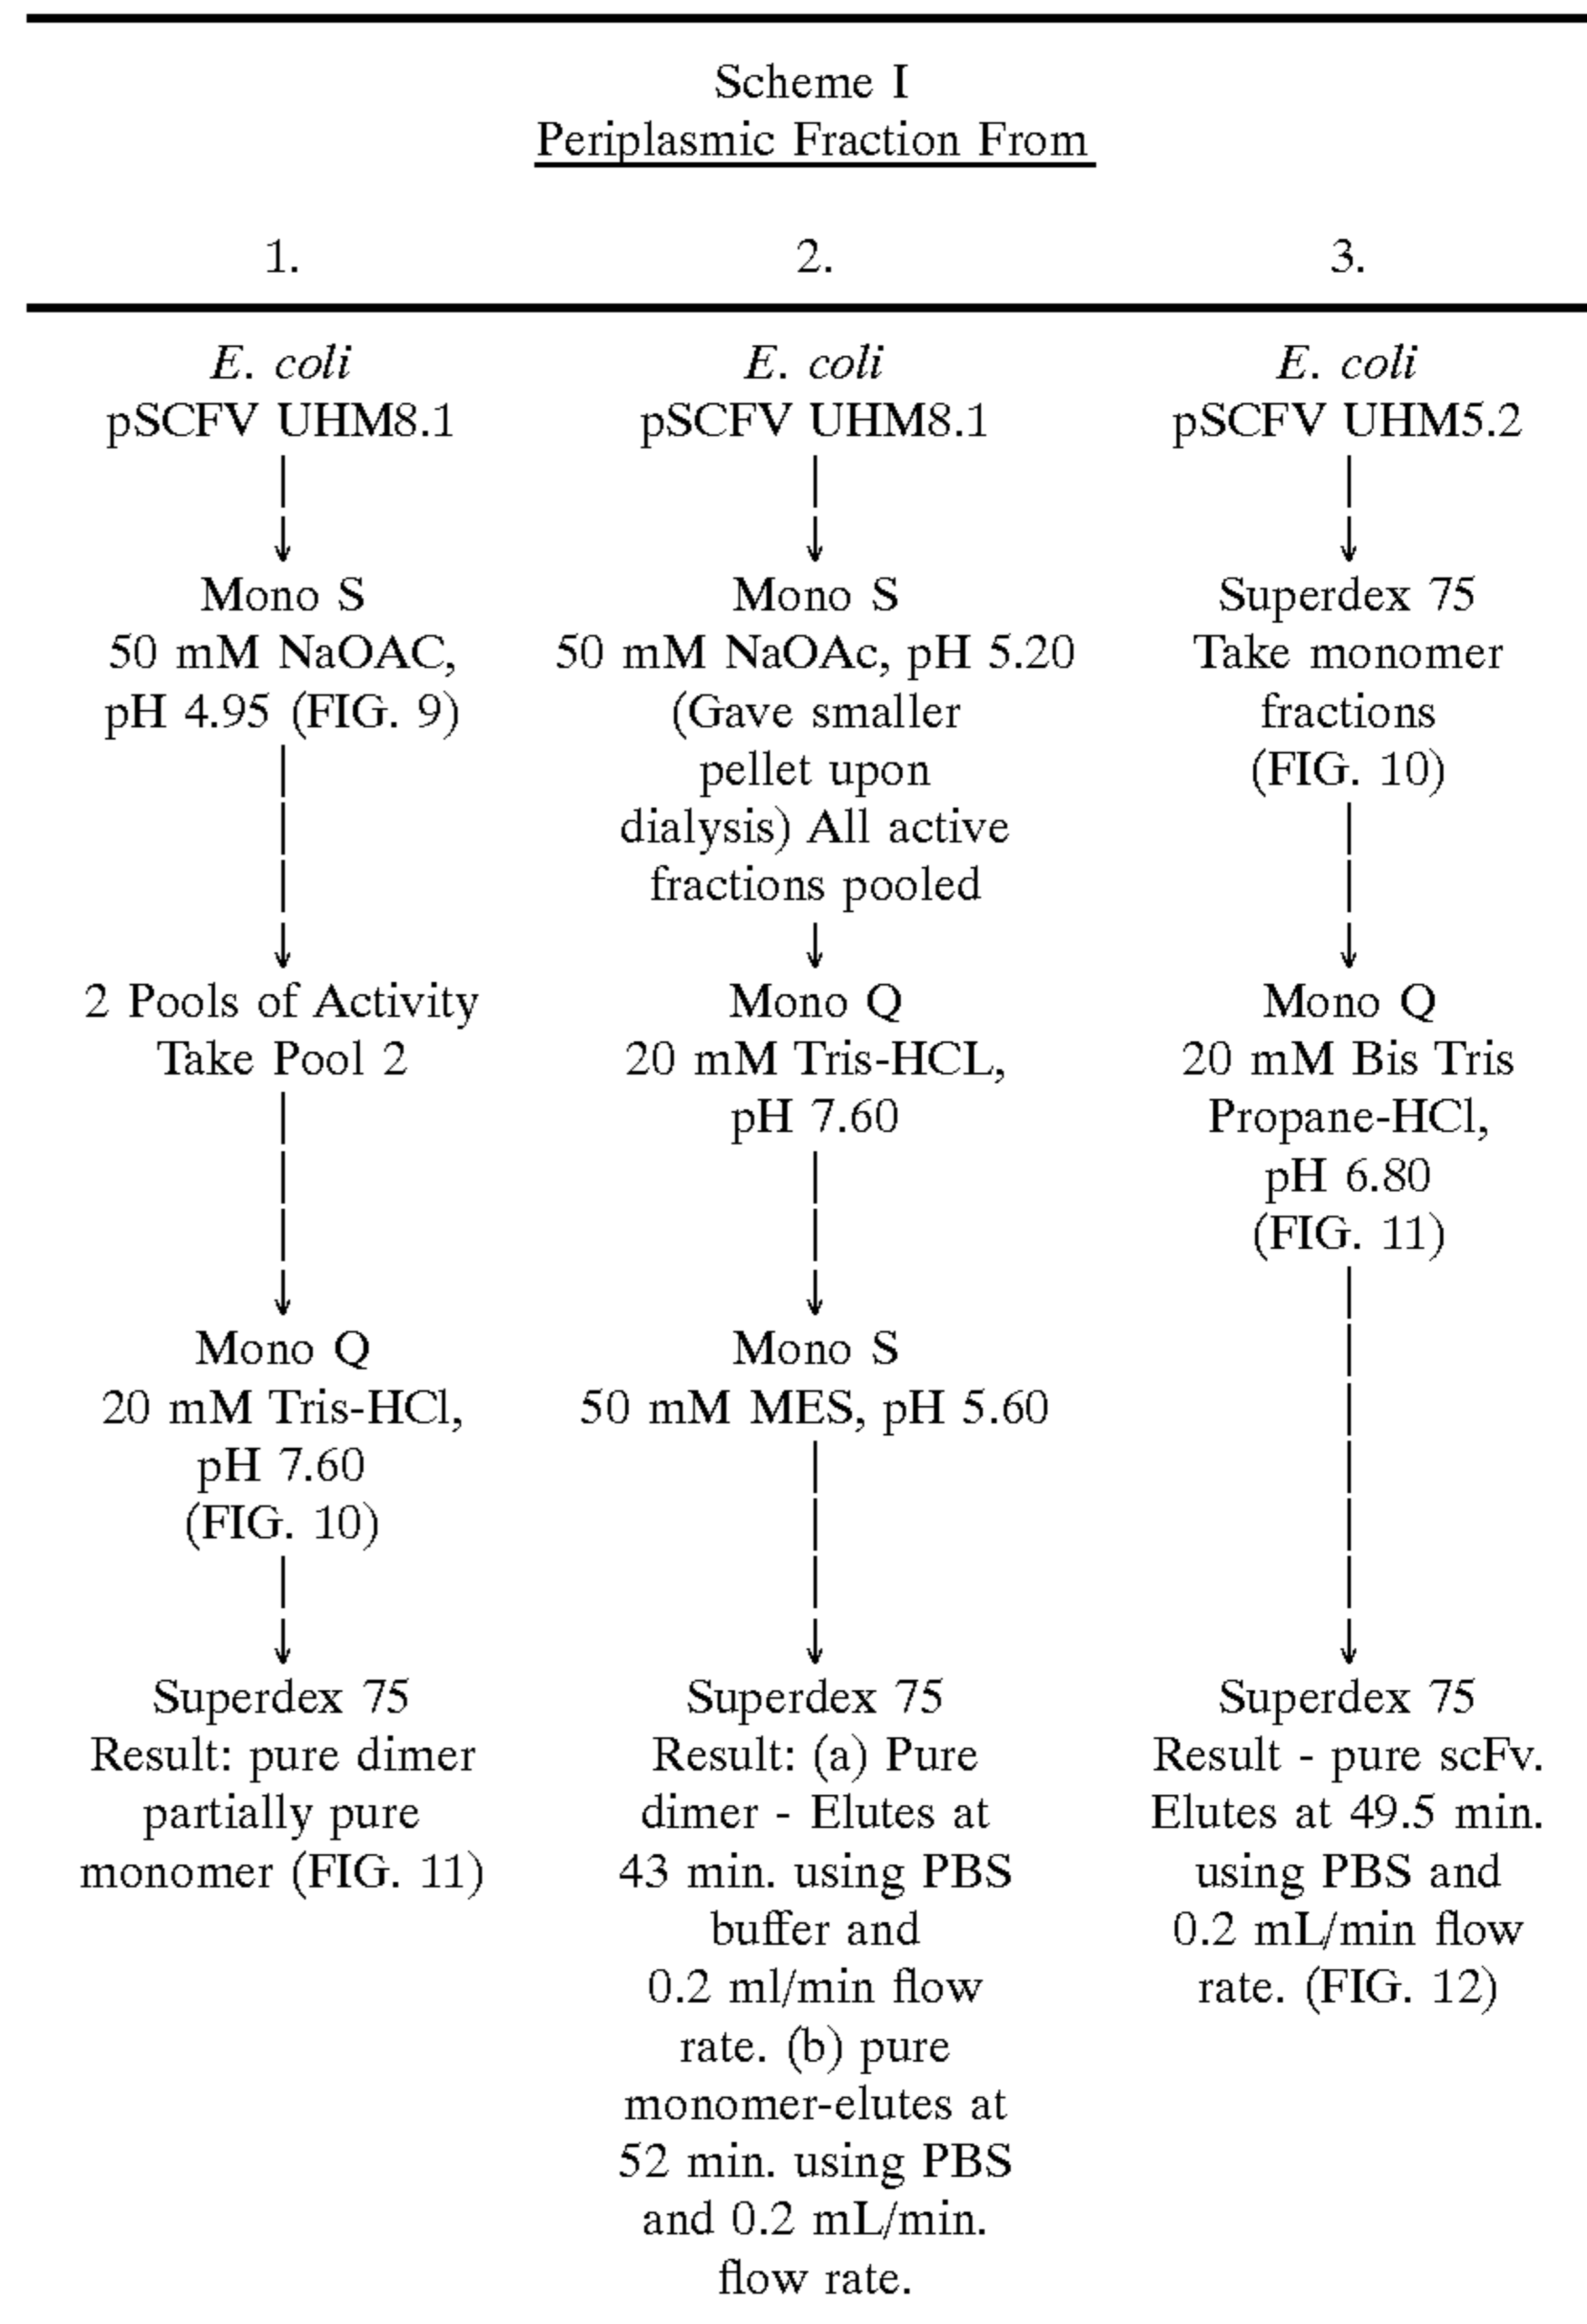 Scheme I
Periplasmic Fraction From
1.
2.
3.
E. coli
pSCFV UHM8.1
Mono S
50 mM NaOAC,
pH 4.95 (FIG. 9)
2 Pools of Activity
Take Pool 2
Mono Q
20 mM Tris-HCl,
pH 7.60
(FIG. 10)
Superdex 75
Result: pure dimer
partially pure
monomer (FIG. 11)
E. coli
pSCFV UHM8.1
Mono S
50 mM NaOAc, pH 5.20
(Gave smaller
pellet upon
dialysis) All active
fractions pooled
Mono Q
20 mM Tris-HCL,
pH 7.60
Mono S
50 mM MES, pH 5.60
Superdex 75
Result: (a) Pure
dimer - Elutes at
43 min. using PBS
buffer and
0.2 ml/min flow
rate. (b) pure
monomer-elutes at
52 min. using PBS
and 0.2 mL/min.
flow rate.
E. coli
pSCFV UHM5.2
Superdex 75
Take monomer
fractions
(FIG. 10)
Mono Q
20 mM Bis Tris
Propane-HCl,
pH 6.80
(FIG. 11)
Superdex 75
Result - pure scFv.
Elutes at 49.5 min.
using PBS and
0.2 mL/min flow
rate. (FIG. 12)